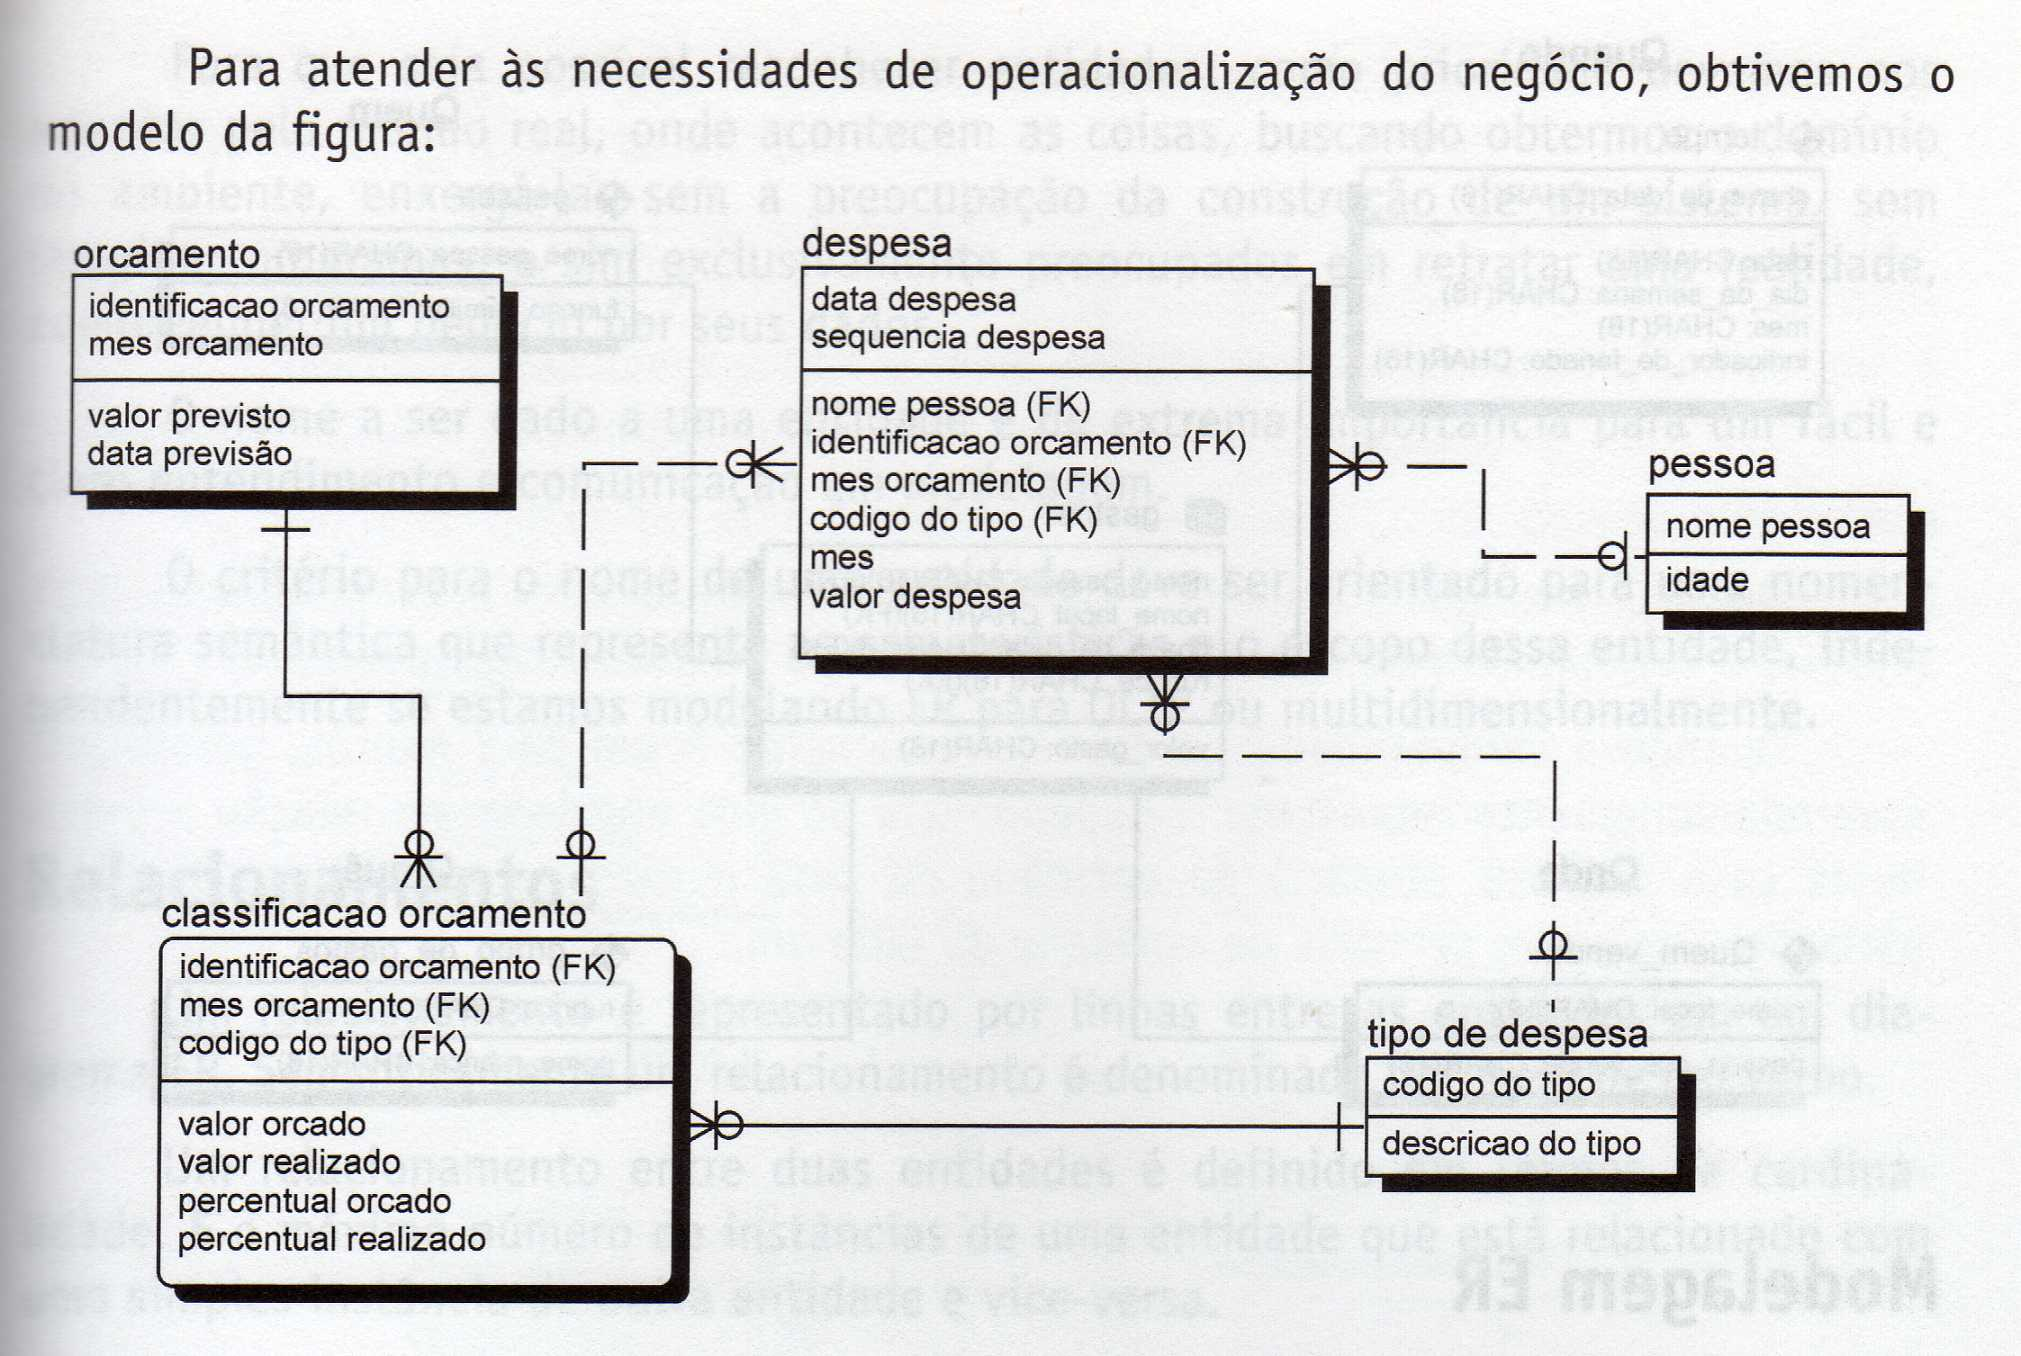 Para atender às necessidades de operacionalização do negócio, obtivemos o
modelo da figura:
orcamento
identificacao orcamento
mes orcamento
valor previsto
data previsão
despesa
data despesa
sequencia despesa
nome pessoa (FK)
identificacao orcamento (FK)
mes orcamento (FK)
codigo do tipo (FK)
mes
valor despesa
pessoa
nome pessoa
idade
classificacao orcamento
identificacao orcamento (FK)
mes orcamento (FK)
codigo do tipo (FK)
valor orcado
valor realizado
percentual orcado
percentual realizado
tipo de despesa
codigo do tipo
descricao do tipo